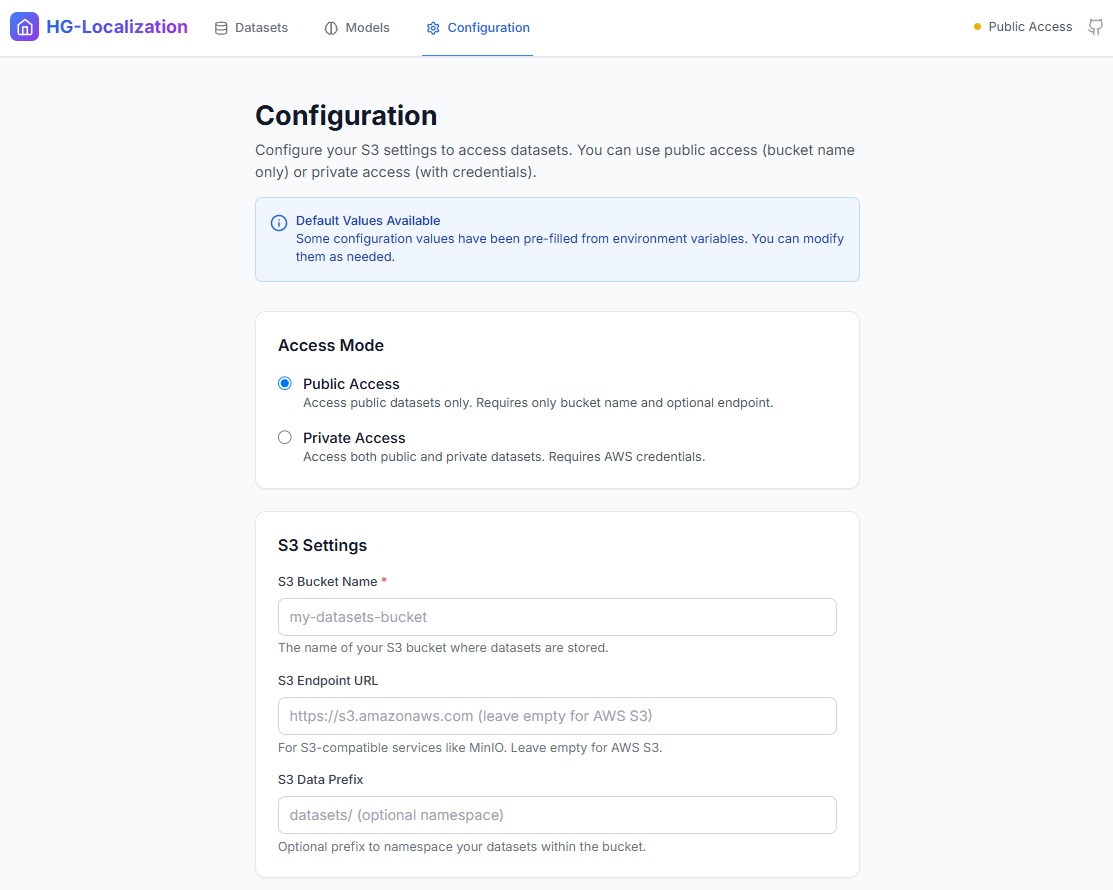 HG-Localization
Datasets
Models
Configuration
Public Access
Configuration
Configure your S3 settings to access datasets. You can use public access (bucket name
only) or private access (with credentials).
Default Values Available
Some configuration values have been pre-filled from environment variables. You can modify
them as needed.
Access Mode
Public Access
Access public datasets only. Requires only bucket name and optional endpoint.
Private Access
Access both public and private datasets. Requires AWS credentials.
S3 Settings
S3 Bucket Name *
my-datasets-bucket
The name of your S3 bucket where datasets are stored.
S3 Endpoint URL
https://s3.amazonaws.com (leave empty for AWS S3)
For S3-compatible services like MinIO. Leave empty for AWS S3.
S3 Data Prefix
datasets/ (optional namespace)
Optional prefix to namespace your datasets within the bucket.